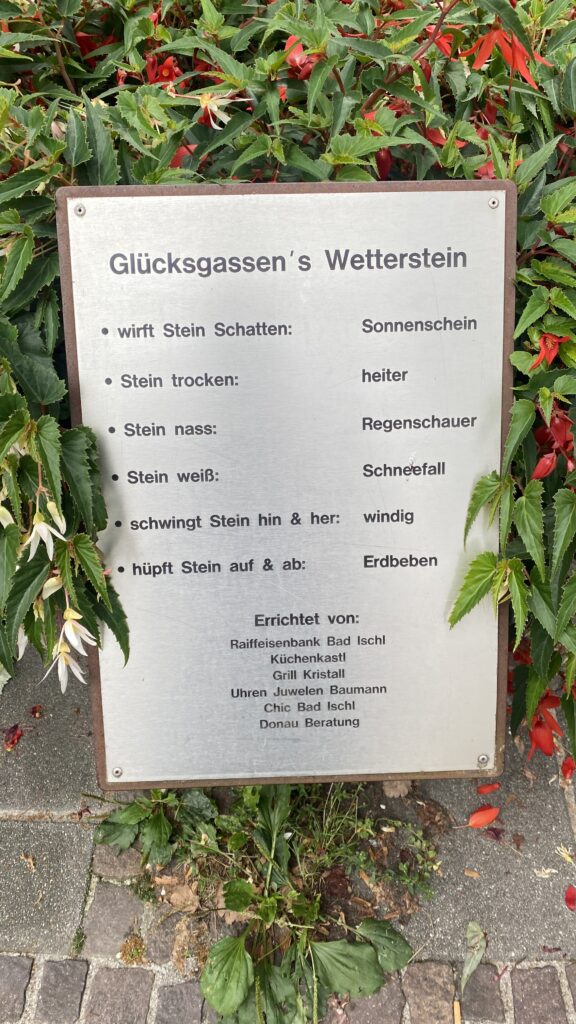 Glücksgassen's Wetterstein
• wirft Stein Schatten: Sonnenschein
• Stein trocken: heiter
• Stein nass: Regenschauer
• Stein weiß: Schneefall
• schwingt Stein hin & her: windig
• hüpft Stein auf & ab: Erdbeben
Errichtet von:
Raiffeisenbank Bad Ischl
Küchenkastl
Grill Kristall
Uhren Juwelen Baumann
Chic Bad Ischl
Donau Beratung